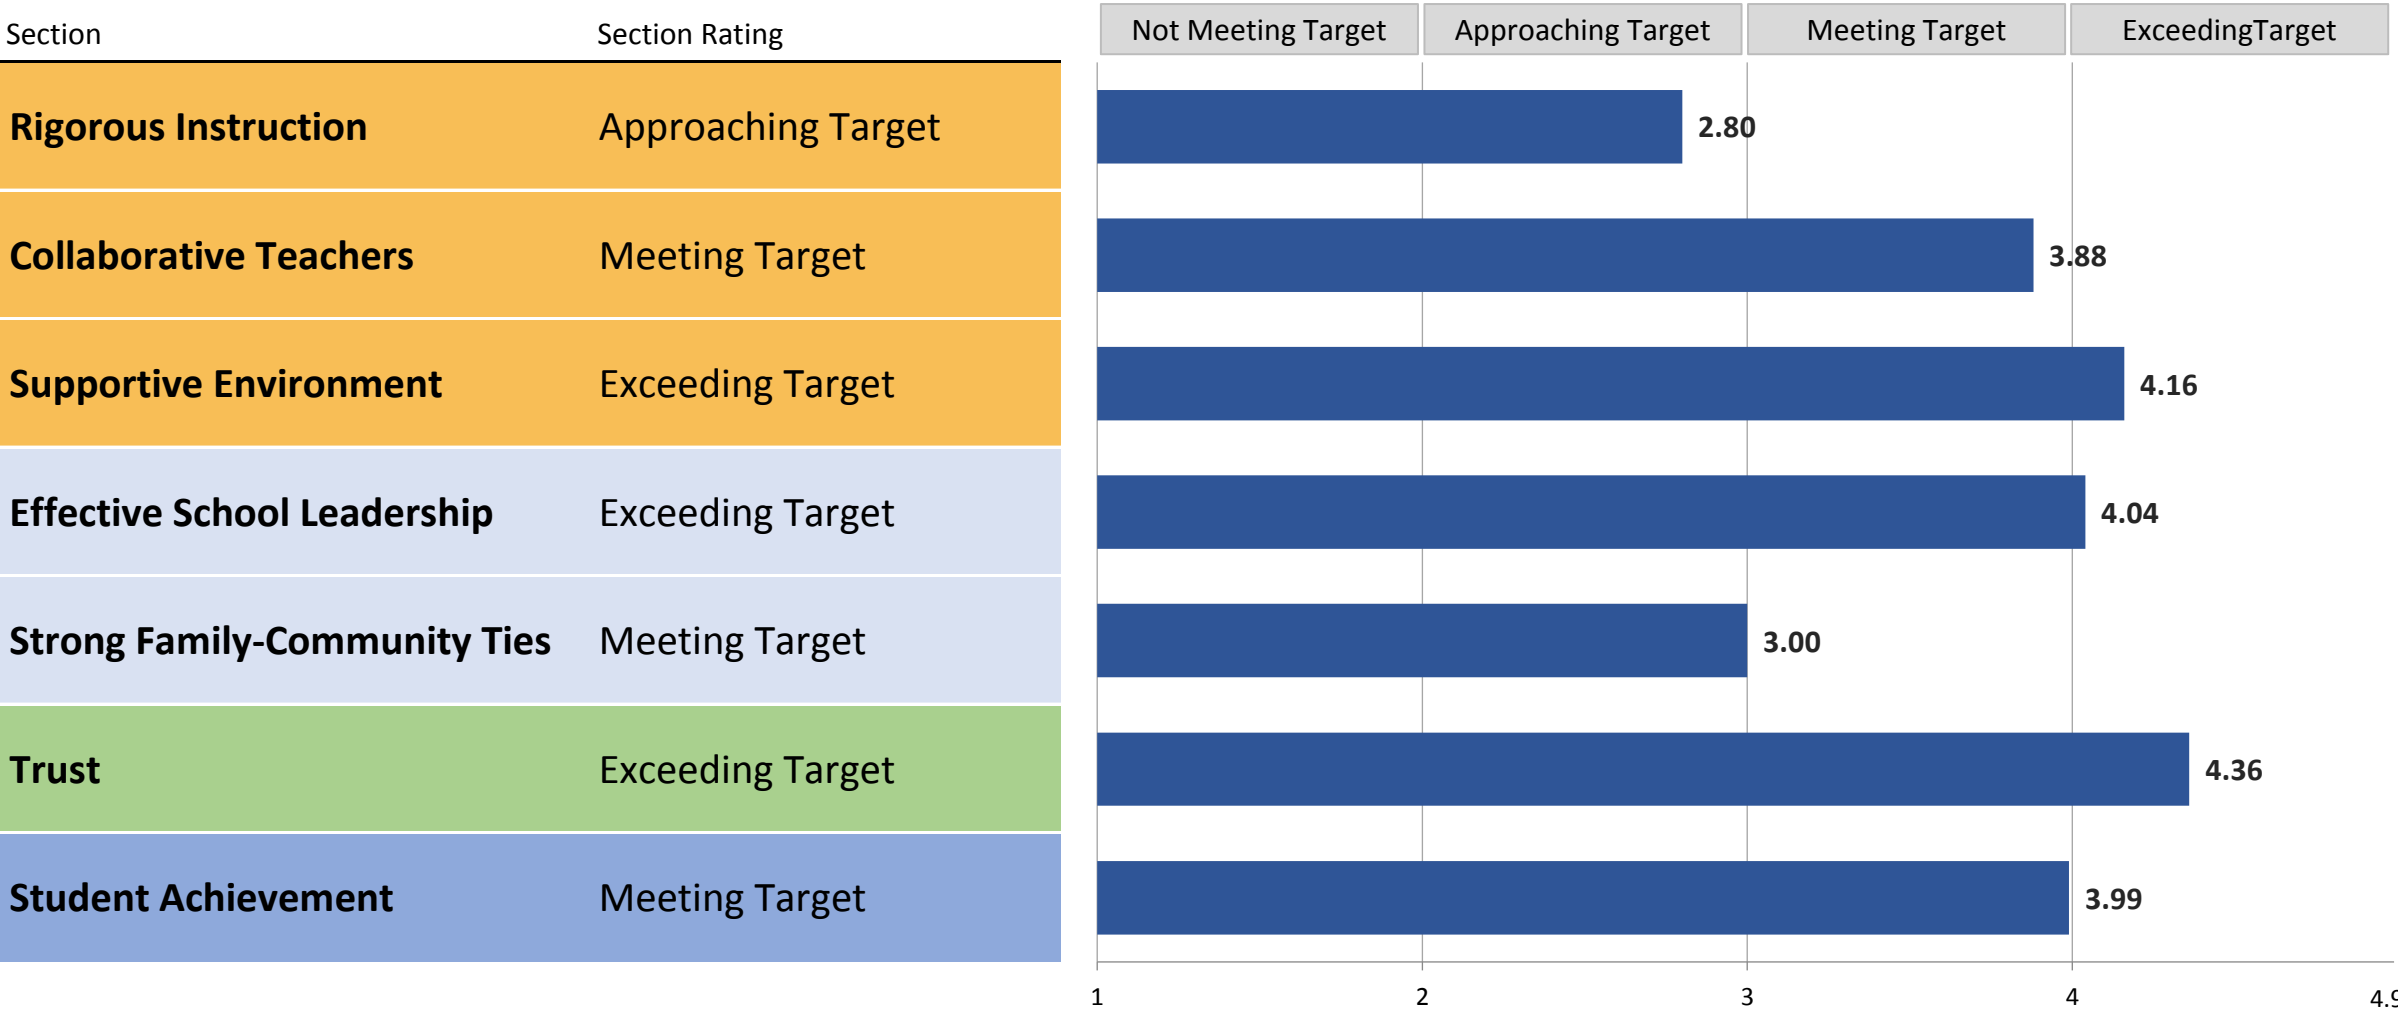 Section Section Rating Not Meeting Target Approaching Target Meeting Target ExceedingTarget
Rigorous Instruction Approaching Target 2.80
Collaborative Teachers Meeting Target 3.88
Supportive Environment Exceeding Target 4.16
Effective School Leadership Exceeding Target 4.04
Strong Family-Community Ties Meeting Target 3.00
Trust Exceeding Target 4.36
Student Achievement Meeting Target 3.99
1 2 3 4 4.9